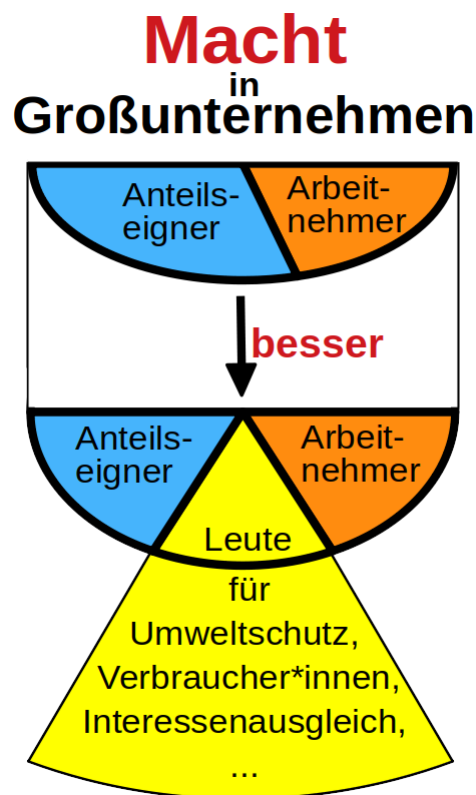 Macht
in
Großunternehmen
Anteils-
eigner
Arbeit-
nehmer
besser
Anteils-
eigner
Arbeit-
nehmer
Leute
für
Umweltschutz,
Verbraucher*innen,
Interessenausgleich,
...